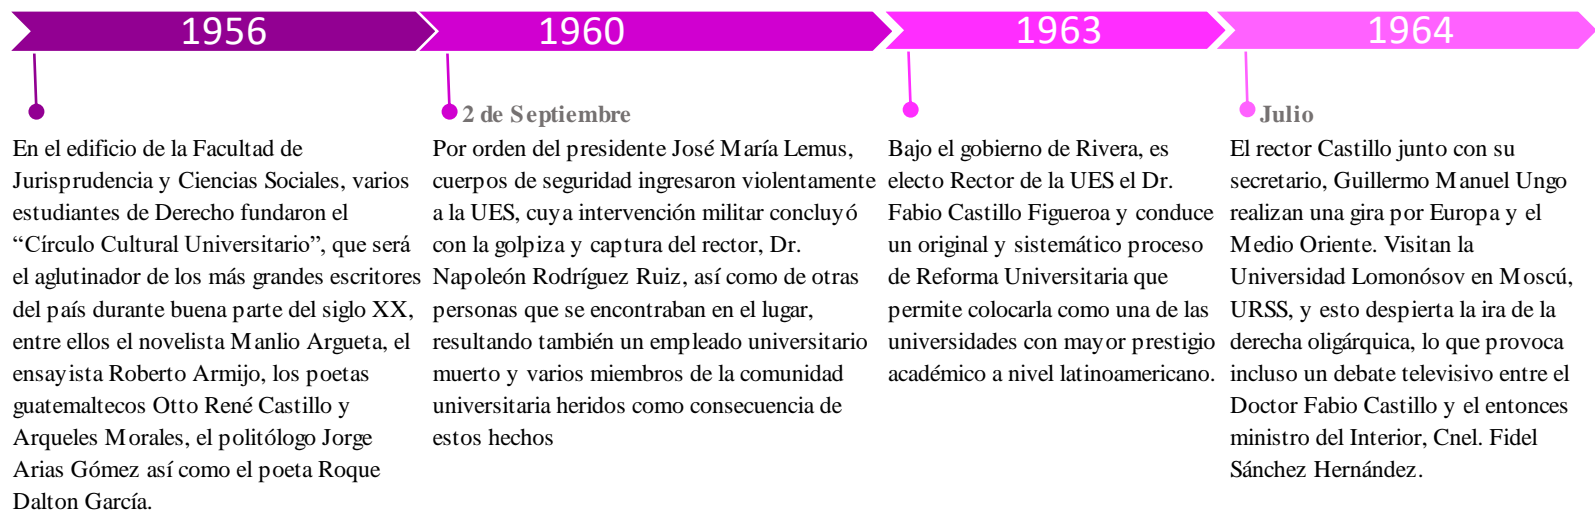 1956
En el edificio de la Facultad de
Jurisprudencia y Ciencias Sociales, varios
estudiantes de Derecho fundaron el
“Círculo Cultural Universitario”, que será
el aglutinador de los más grandes escritores
del país durante buena parte del siglo XX,
entre ellos el novelista Manlio Argueta, el
ensayista Roberto Armijo, los poetas
guatemaltecos Otto René Castillo y
Arqueles Morales, el politólogo Jorge
Arias Gómez así como el poeta Roque
Dalton García.
1960
2 de Septiembre
Por orden del presidente José María Lemus,
cuerpos de seguridad ingresaron violentamente
a la UES, cuya intervención militar concluyó
con la golpiza y captura del rector, Dr.
Napoleón Rodríguez Ruiz, así como de otras
personas que se encontraban en el lugar,
resultando también un empleado universitario
muerto y varios miembros de la comunidad
universitaria heridos como consecuencia de
estos hechos
1963
Bajo el gobierno de Rivera, es
electo Rector de la UES el Dr.
Fabio Castillo Figueroa y conduce
un original y sistemático proceso
de Reforma Universitaria que
permite colocarla como una de las
universidades con mayor prestigio
académico a nivel latinoamericano.
1964
Julio
El rector Castillo junto con su
secretario, Guillermo Manuel Ungo
realizan una gira por Europa y el
Medio Oriente. Visitan la
Universidad Lomonósov en Moscú,
URSS, y esto despierta la ira de la
derecha oligárquica, lo que provoca
incluso un debate televisivo entre el
Doctor Fabio Castillo y el entonces
ministro del Interior, Cnel. Fidel
Sánchez Hernández.